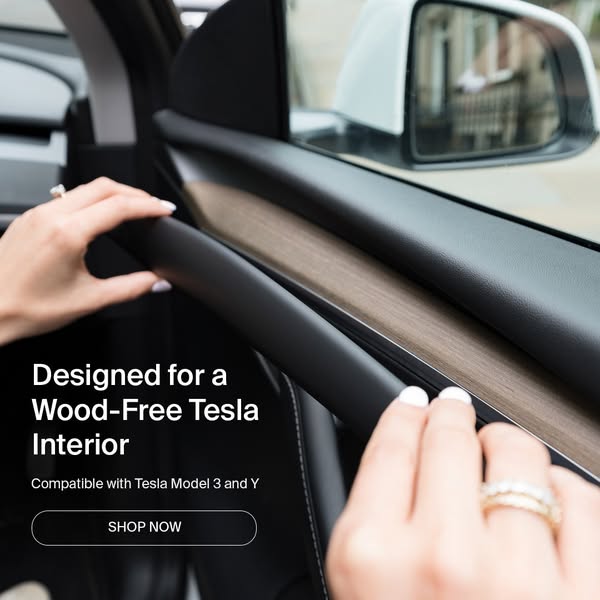 Designed for a
Wood-Free Tesla
Interior
Compatible with Tesla Model 3 and Y
SHOP NOW